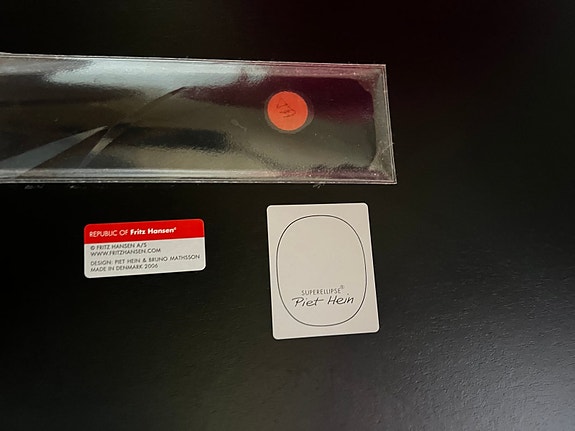 REPUBLIC OF Fritz Hansen®
© FRITZ HANSEN A/S
WWW.FRITZHANSEN.COM
DESIGN: PIET HEIN & BRUNO MATHSSON
MADE IN DENMARK 2006
SUPERELLIPSE®
Piet Hein